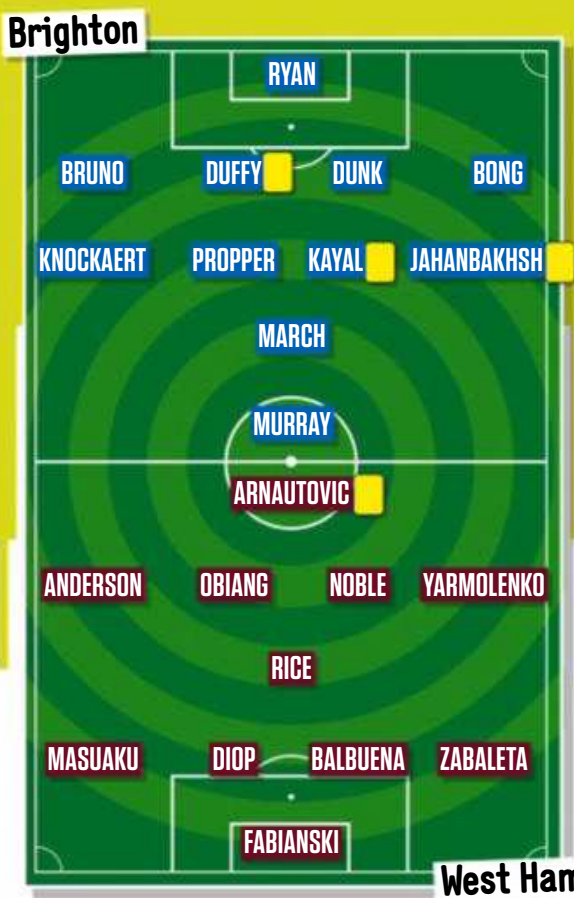 Brighton
RYAN
BRUNO DUFFY DUNK BONG
KNOCKAERT PROPPER KAYAL JAHANBAKHSH
MARCH
MURRAY
ARNAUTOVIC
ANDERSON OBIANG NOBLE YARMOLENKO
RICE
MASUAKU DIOP BALBUENA ZABALETA
FABIANSKI
West Ham